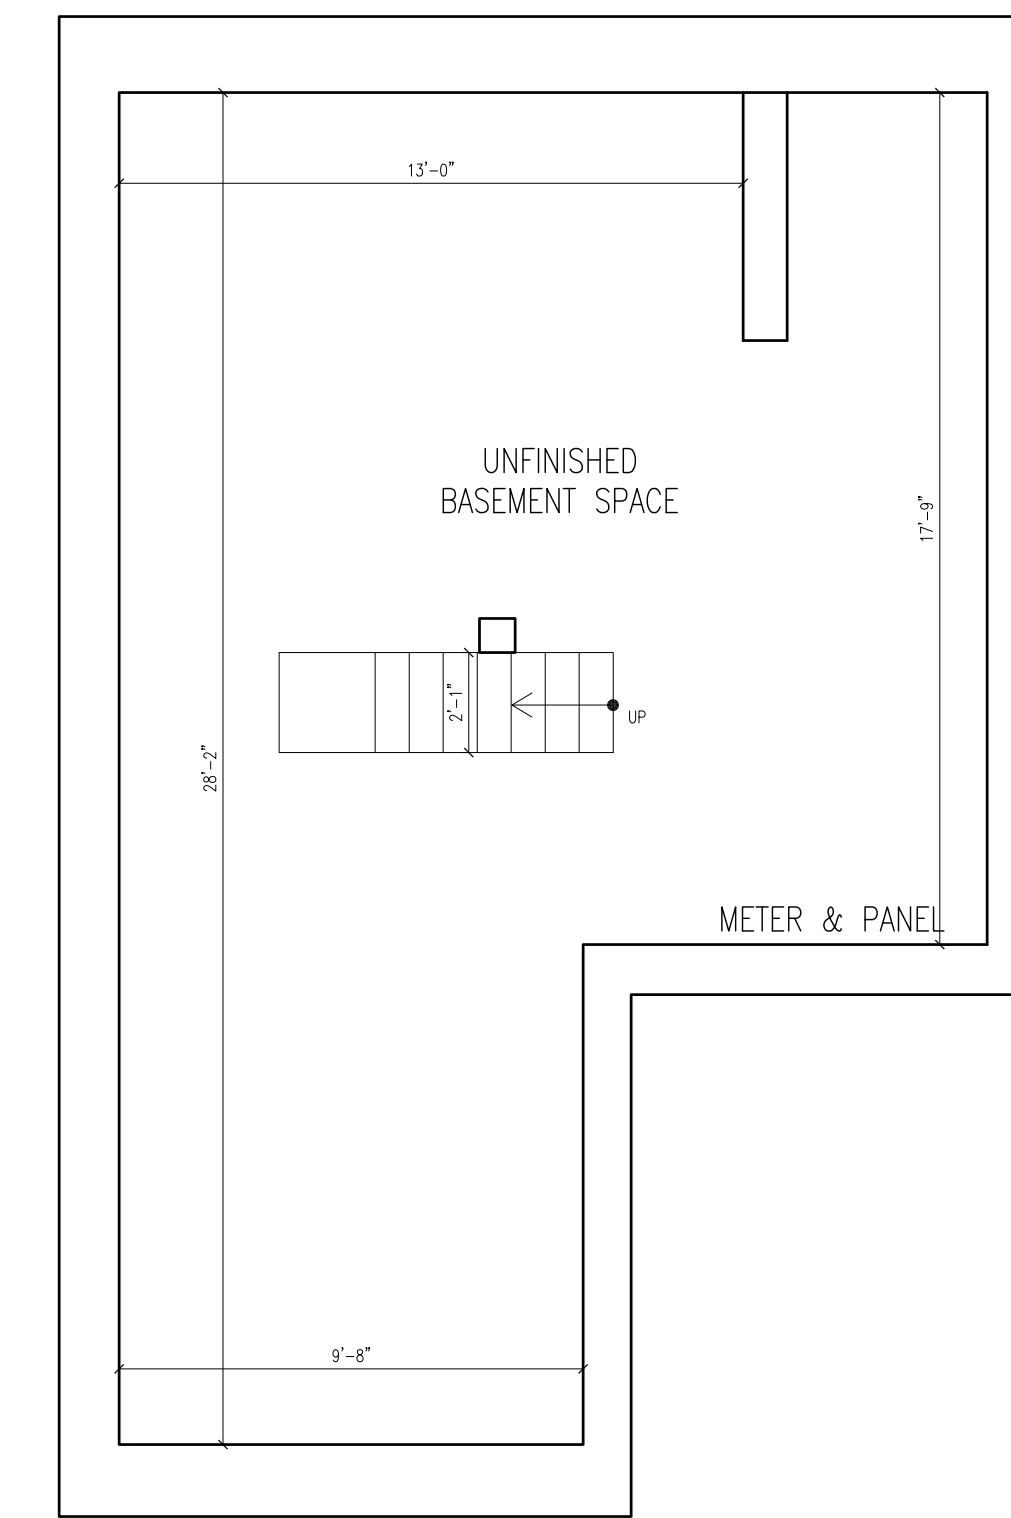 13'-0"
UNFINISHED
BASEMENT SPACE
17'-9"
2'-1"
UP
28'-2"
METER & PANEL
9'-8"